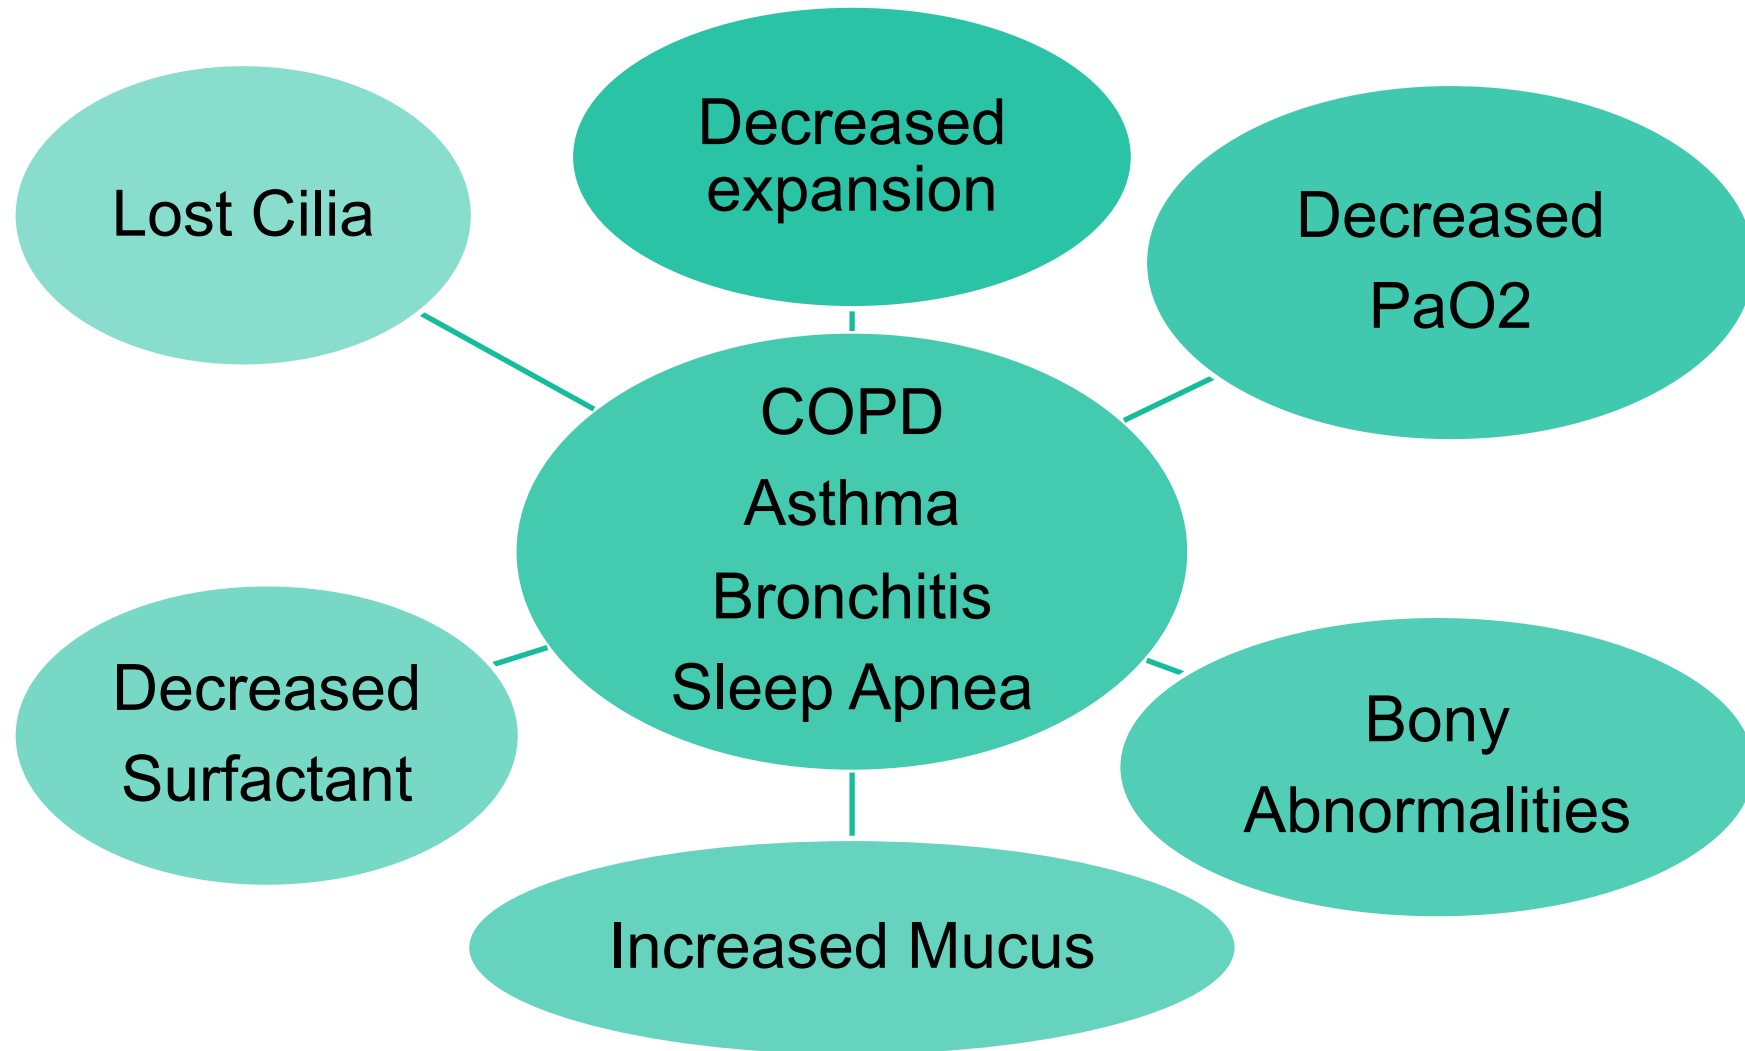 Decreased
expansion
Decreased
PaO2
Bony
Abnormalities
Increased Mucus
Decreased
Surfactant
Lost Cilia
COPD
Asthma
Bronchitis
Sleep Apnea